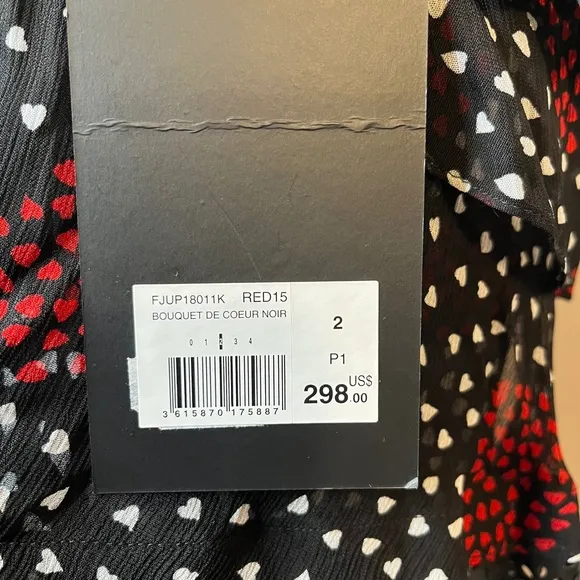 FJUP18011K RED15
BOUQUET DE COEUR NOIR
0 1 2 3 4
3 615870 175887
2
P1
298.00 US$